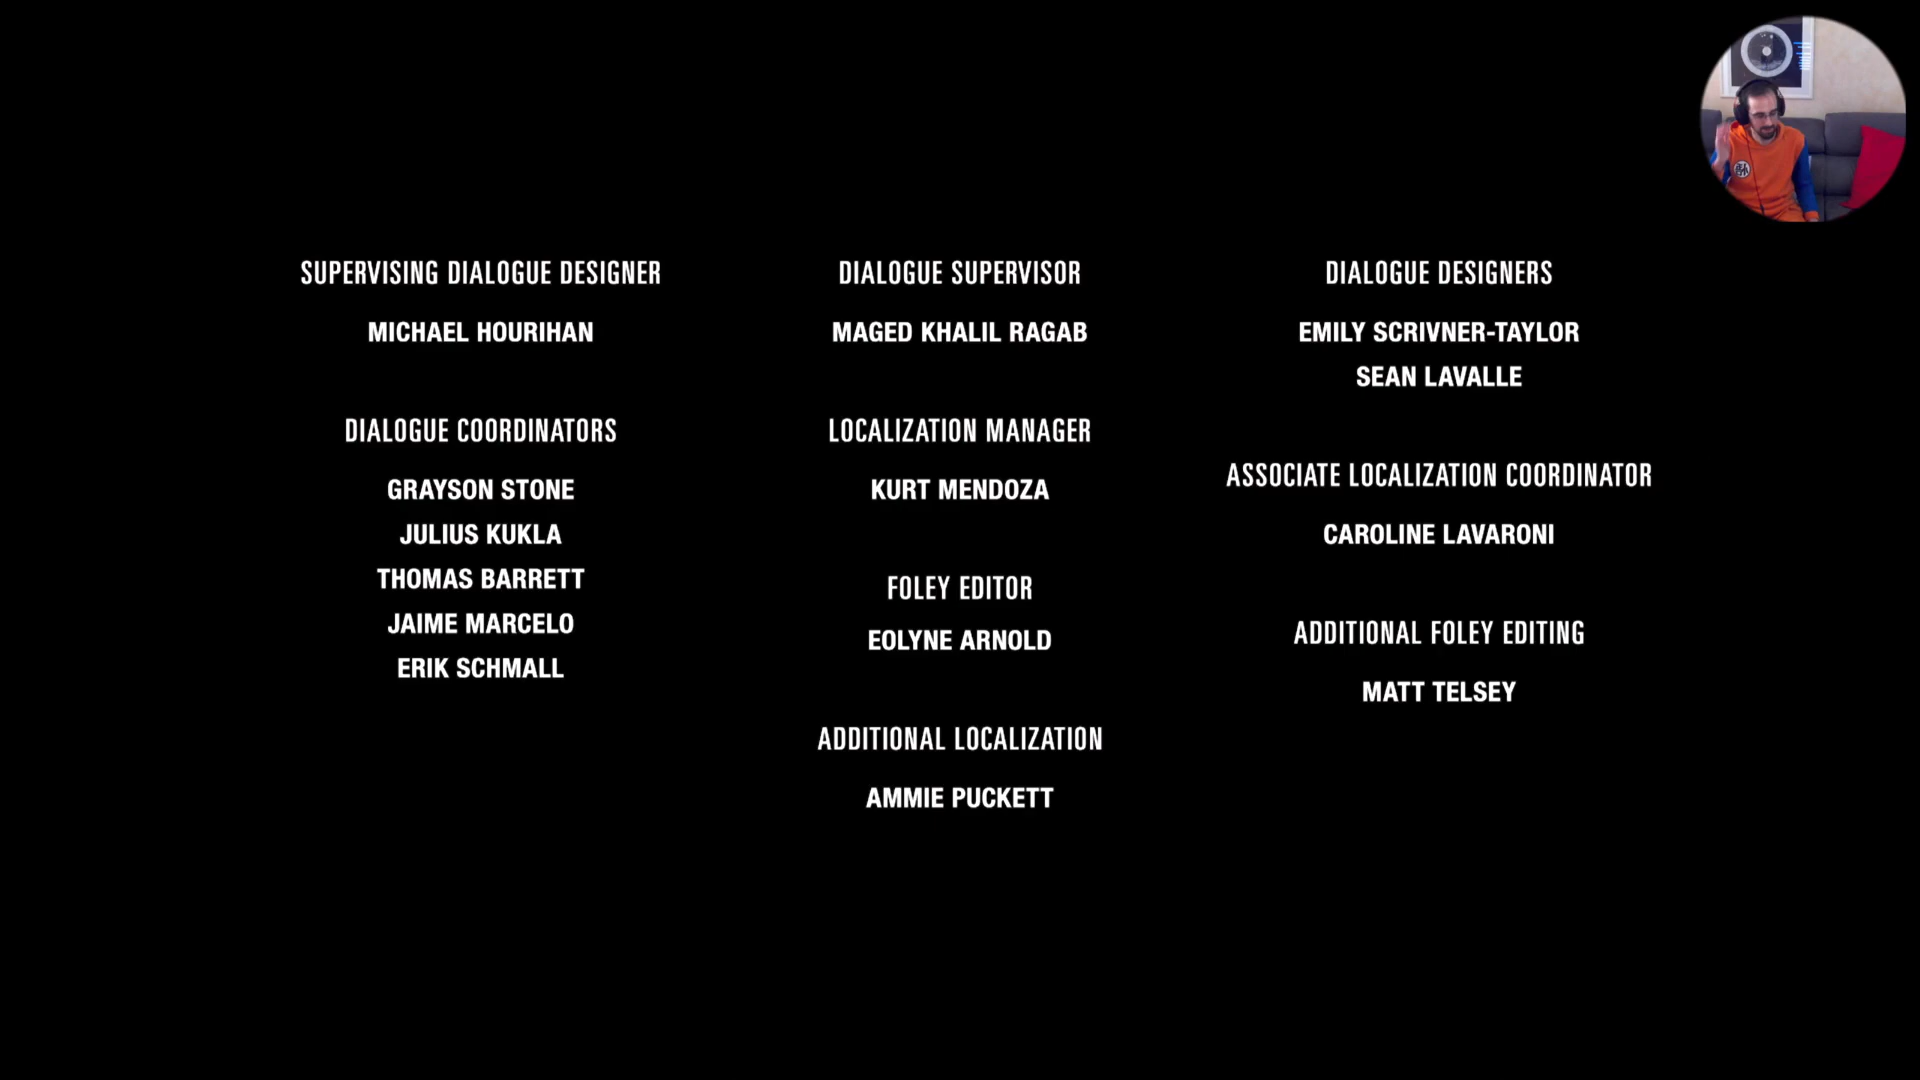 SUPERVISING DIALOGUE DESIGNER
MICHAEL HOURIHAN
DIALOGUE COORDINATORS
GRAYSON STONE
JULIUS KUKLA
THOMAS BARRETT
JAIME MARCELO
ERIK SCHMALL
DIALOGUE SUPERVISOR
MAGED KHALIL RAGAB
LOCALIZATION MANAGER
KURT MENDOZA
FOLEY EDITOR
EOLYNE ARNOLD
ADDITIONAL LOCALIZATION
AMMIE PUCKETT
DIALOGUE DESIGNERS
EMILY SCRIVNER-TAYLOR
SEAN LAVALLE
ASSOCIATE LOCALIZATION COORDINATOR
CAROLINE LAVARONI
ADDITIONAL FOLEY EDITING
MATT TELSEY